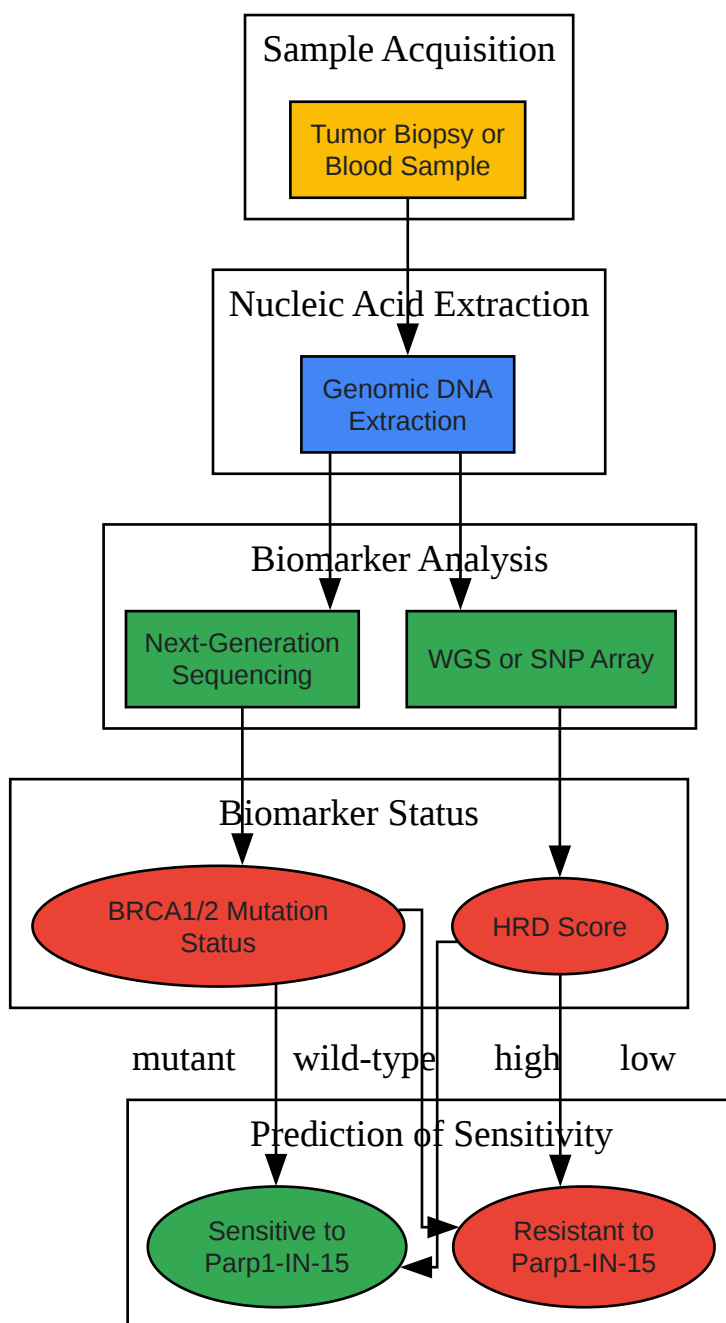 Sample Acquisition
Tumor Biopsy or
Blood Sample
Nucleic Acid Extraction
Genomic DNA
Extraction
Biomarker Analysis
Next-Generation
Sequencing
WGS or SNP Array
Biomarker Status
BRCA1/2 Mutation
Status
HRD Score
mutant
wild-type
high
low
Prediction of Sensitivity
Sensitive to
Parp1-IN-15
Resistant to
Parp1-IN-15